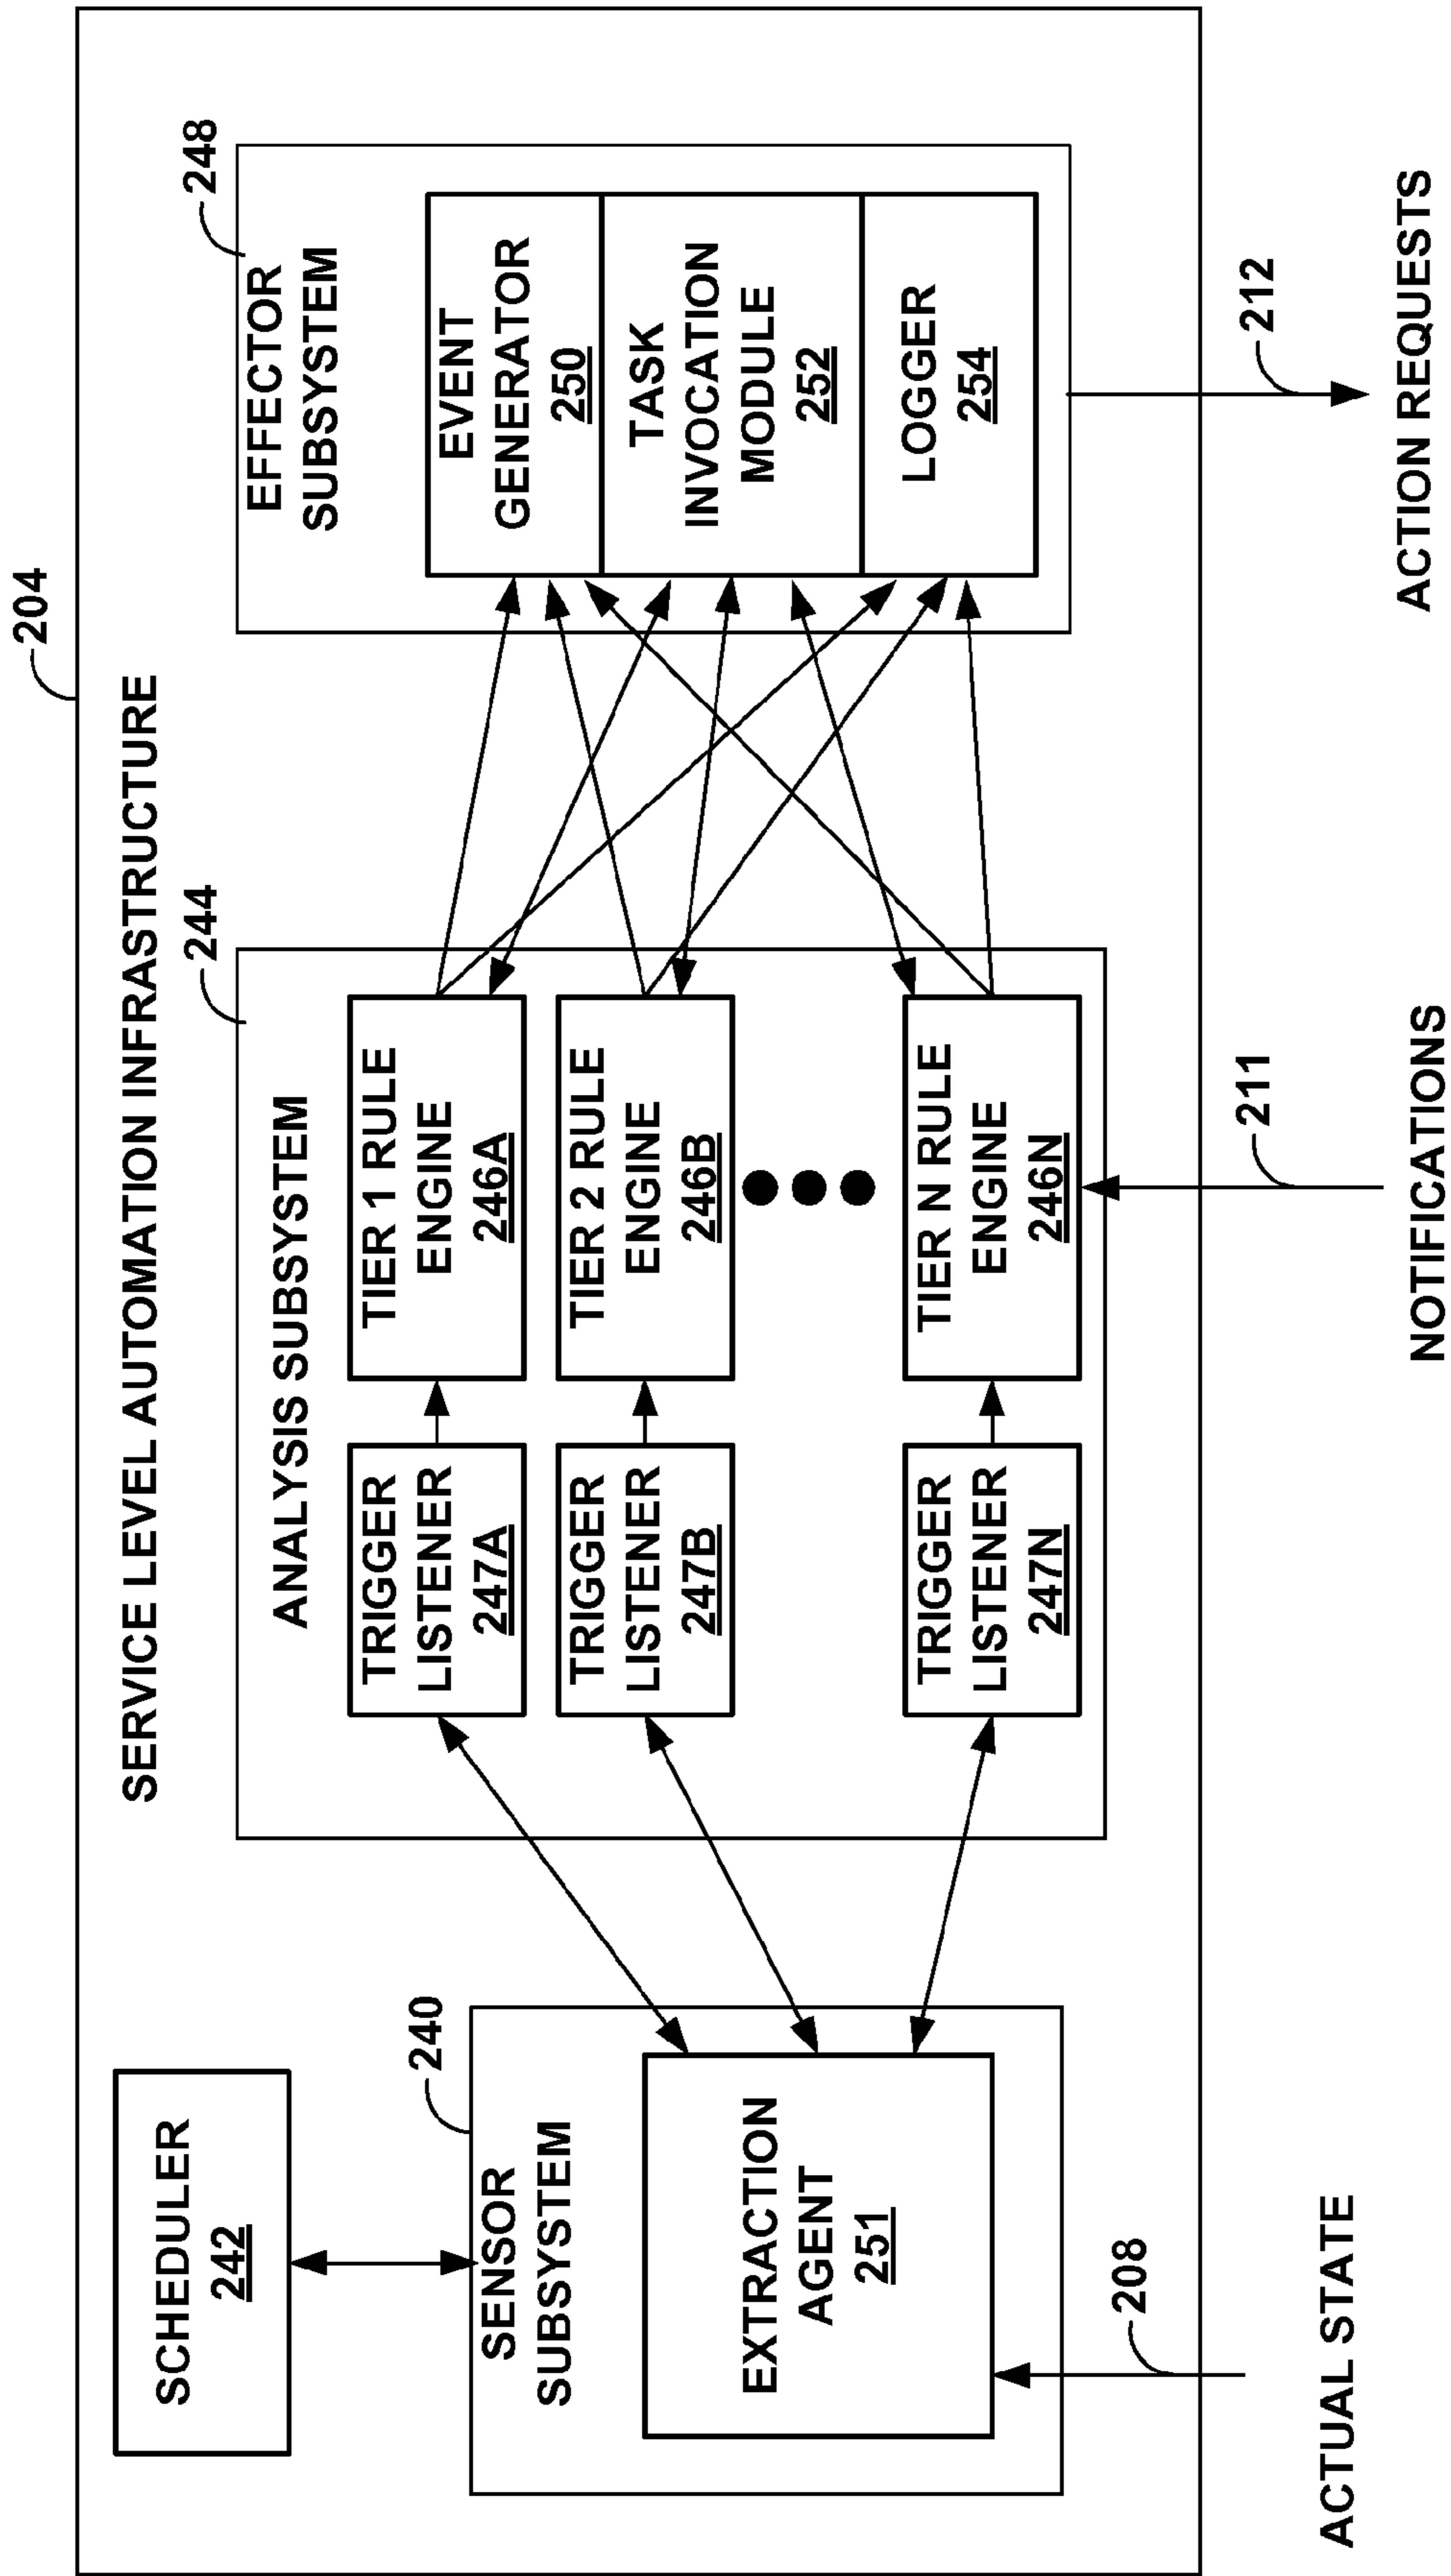 204
SERVICE LEVEL AUTOMATION INFRASTRUCTURE
SCHEDULER
242
240
SENSOR
SUBSYSTEM
EXTRACTION
AGENT
251
244
ANALYSIS SUBSYSTEM
TRIGGER
LISTENER
247A
TIER 1 RULE
ENGINE
246A
TRIGGER
LISTENER
247B
TIER 2 RULE
ENGINE
246B
TRIGGER
LISTENER
247N
TIER N RULE
ENGINE
246N
248
EFFECTOR
SUBSYSTEM
EVENT
GENERATOR
250
TASK
INVOCATION
MODULE
252
LOGGER
254
208
ACTUAL STATE
211
NOTIFICATIONS
212
ACTION REQUESTS